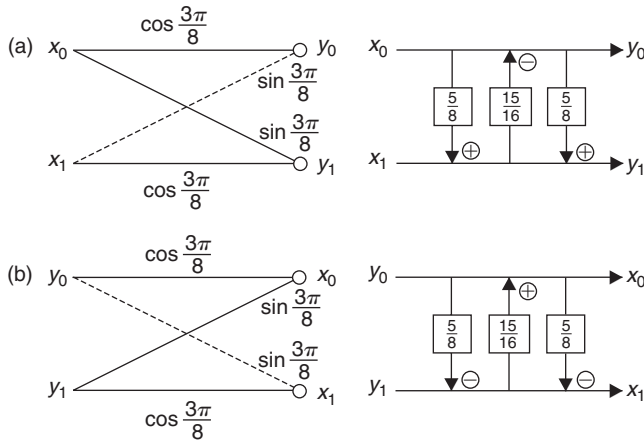 (a)
cos 3π/8
x₀
y₀
sin 3π/8
sin 3π/8
x₁
y₁
cos 3π/8
x₀
y₀
⊖
5/8
15/16
5/8
x₁
⊕
⊕
y₁
(b)
cos 3π/8
y₀
x₀
sin 3π/8
sin 3π/8
y₁
x₁
cos 3π/8
y₀
x₀
⊕
5/8
15/16
5/8
y₁
⊖
⊖
x₁